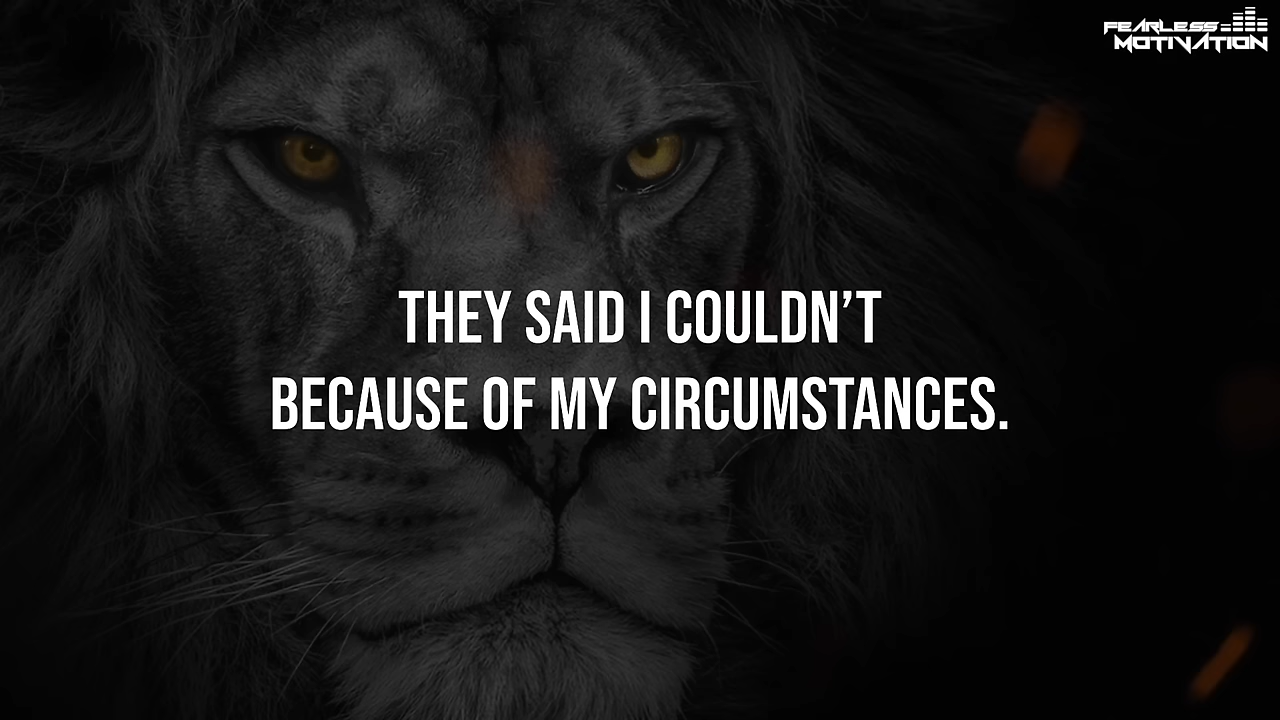 FEARLESS
MOTIVATION
THEY SAID I COULDN’T
BECAUSE OF MY CIRCUMSTANCES.